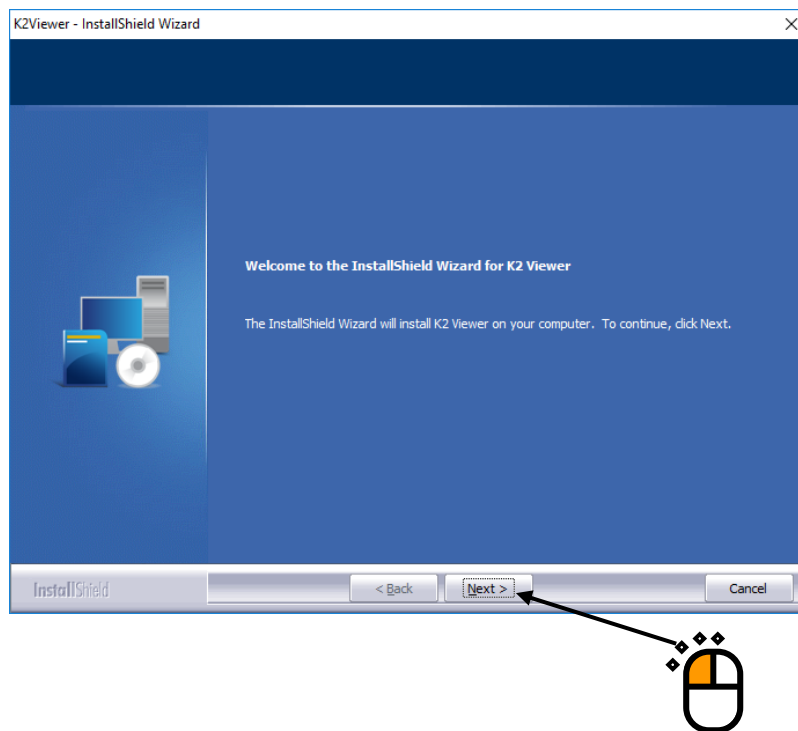 K2Viewer - InstallShield Wizard
Welcome to the InstallShield Wizard for K2 Viewer
The InstallShield Wizard will install K2 Viewer on your computer.  To continue, click Next.
InstallShield
< Back
Next >
Cancel